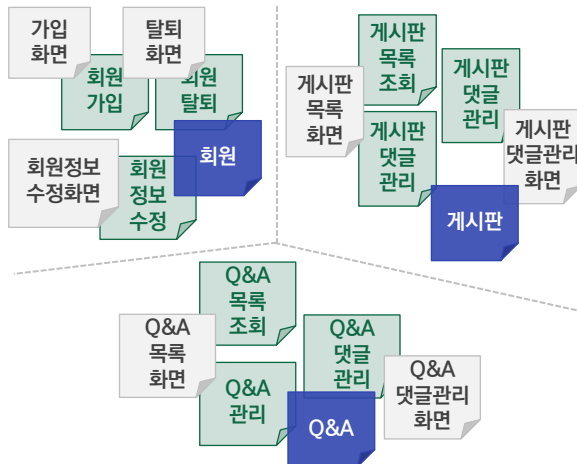 가입
화면
탈퇴
화면
회원
가입
회원
탈퇴
회원정보
수정화면
회원
정보
수정
회원
게시판
목록
조회
게시판
목록
화면
게시판
댓글
관리
게시판
댓글
관리
게시판
댓글관리
화면
게시판
Q&A
목록
조회
Q&A
목록
화면
Q&A
댓글
관리
Q&A
관리
Q&A
Q&A
댓글관리
화면